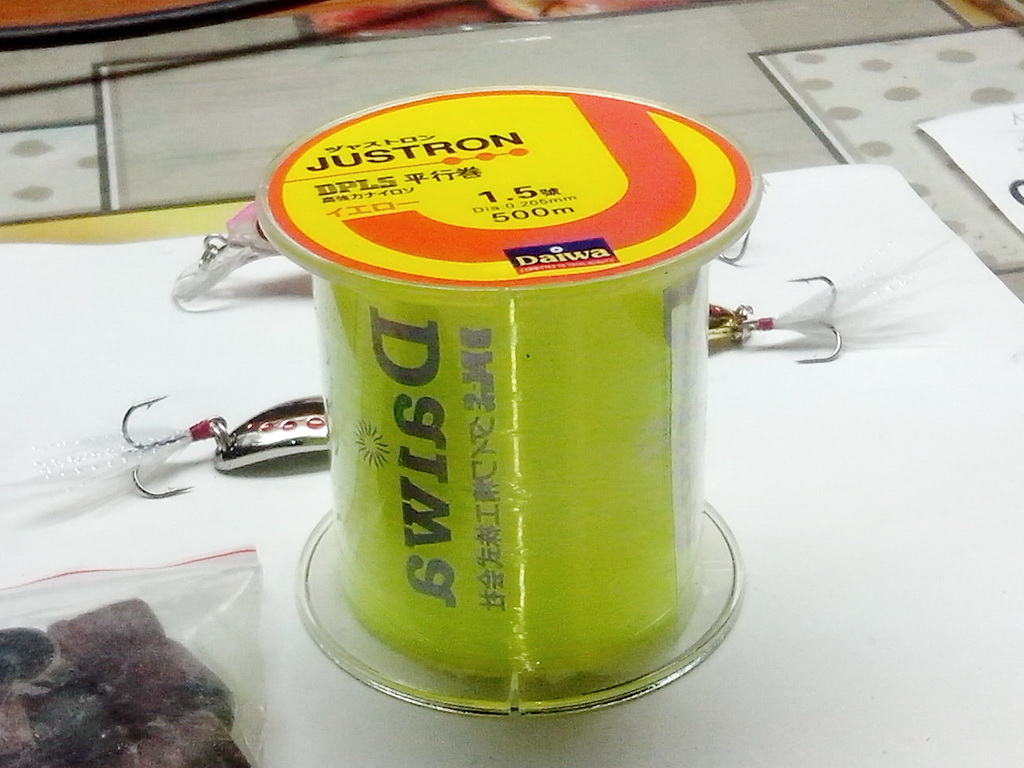 ジャストロン
JUSTRON
DPLS 平行巻
高強力ナイロン
イエロー
1.5號
Dia 0.205mm
500m
Daiwa
Daiwa